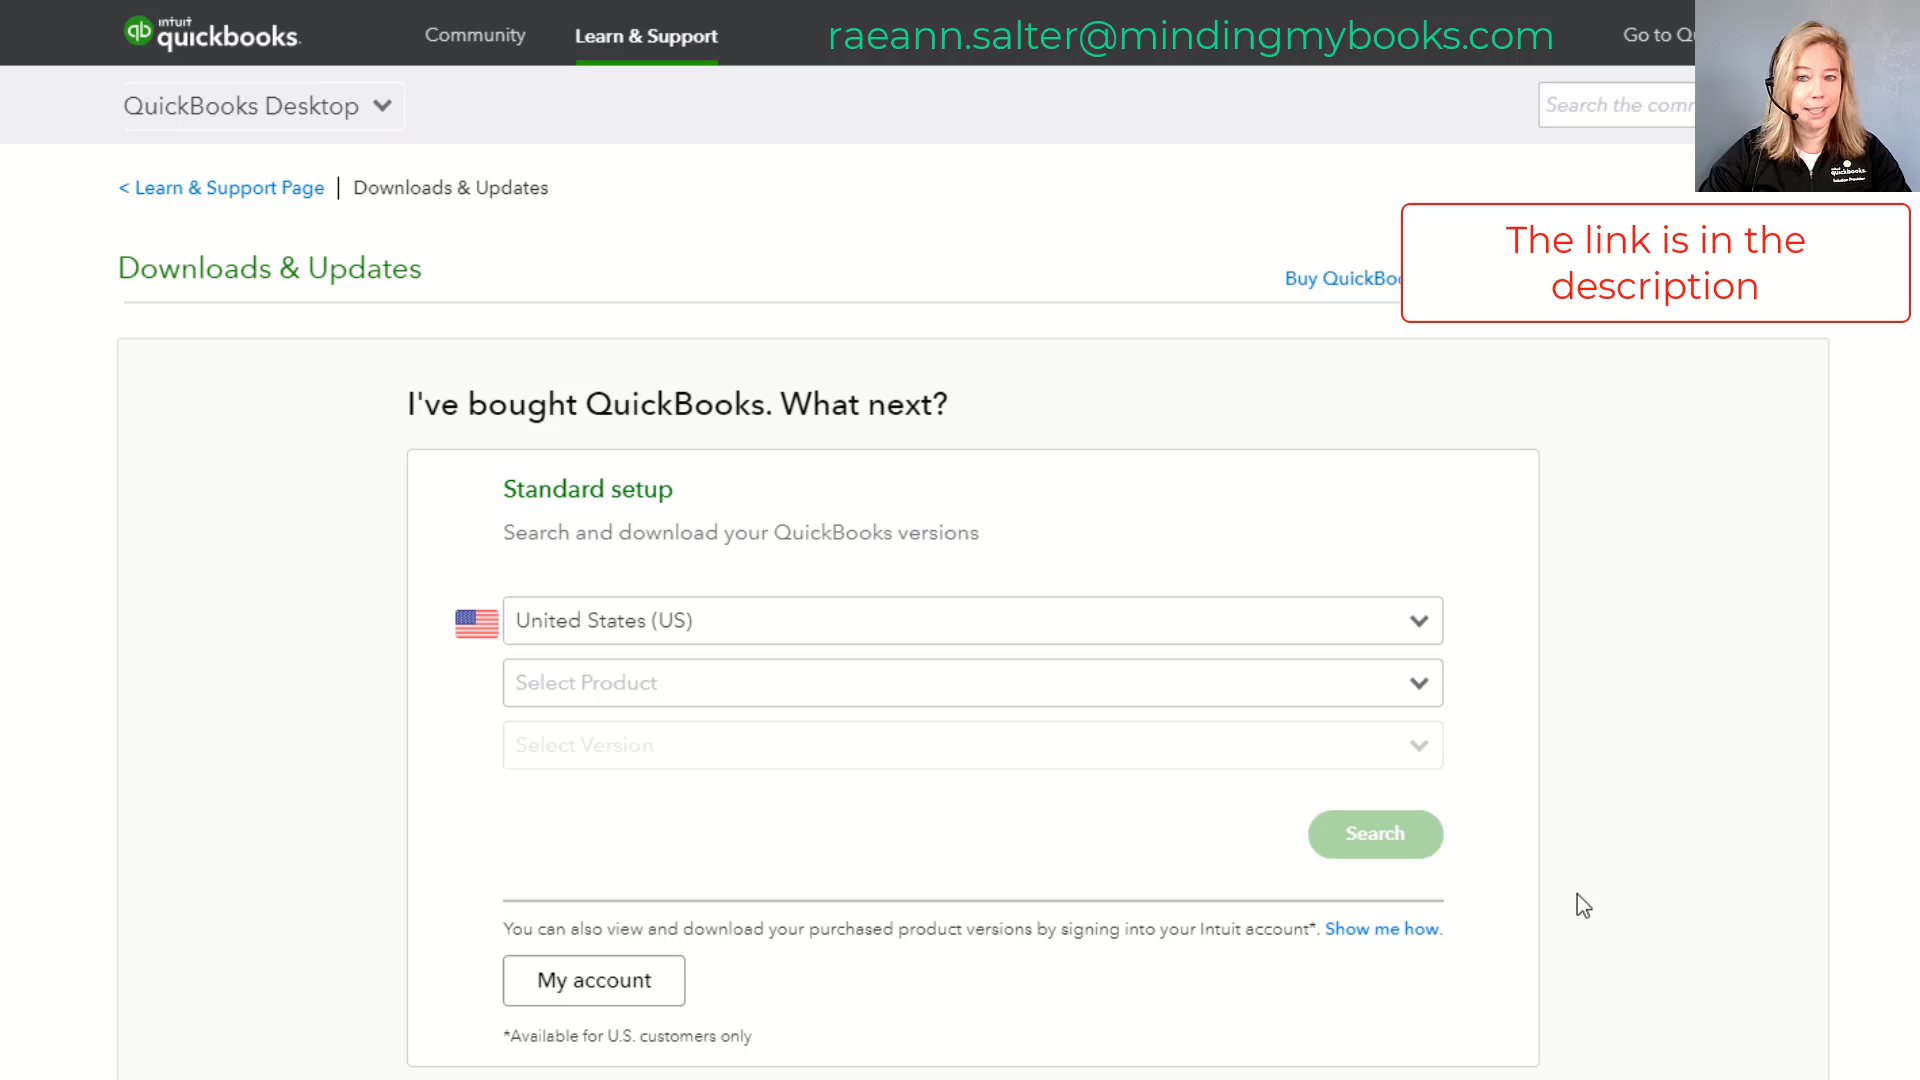 intuit
quickbooks.
Community
Learn & Support
raeann.salter@mindingmybooks.com
Go to
QuickBooks Desktop
Search the
< Learn & Support Page | Downloads & Updates
Downloads & Updates
Buy
The link is in the
description
I've bought QuickBooks. What next?
Standard setup
Search and download your QuickBooks versions
United States (US)
Select Product
Select Version
Search
You can also view and download your purchased product versions by signing into your Intuit account*. Show me how.
My account
*Available for U.S. customers only